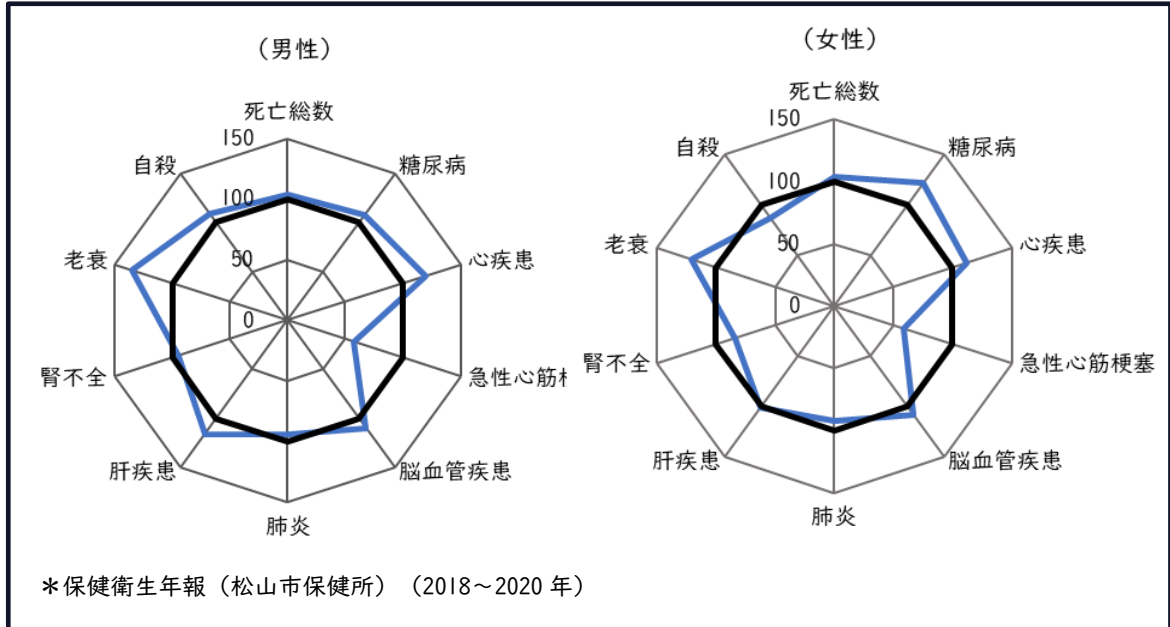 (男性)
死亡総数
150
100
50
0
糖尿病
心疾患
急性心筋梗
脳血管疾患
肺炎
肝疾患
腎不全
老衰
自殺
(女性)
死亡総数
150
100
50
0
糖尿病
心疾患
急性心筋梗塞
脳血管疾患
肺炎
肝疾患
腎不全
老衰
自殺
*保健衛生年報(松山市保健所)(2018~2020 年)